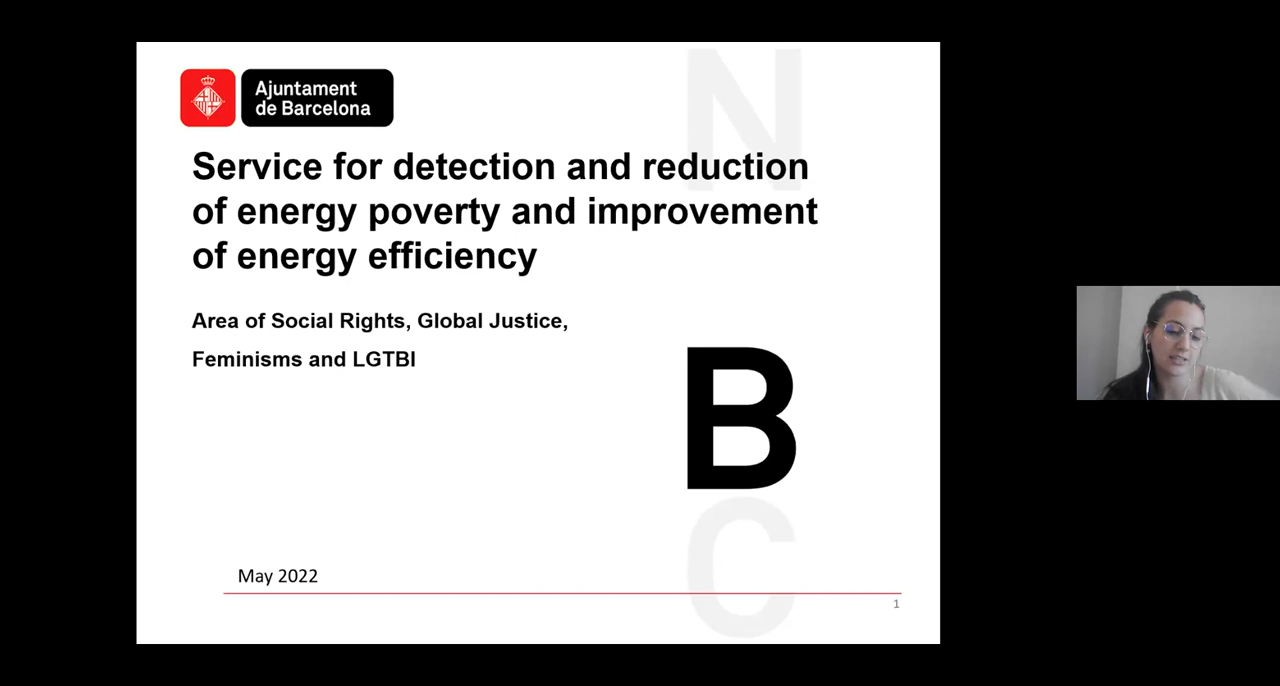 N
Ajuntament
de Barcelona
Service for detection and reduction
of energy poverty and improvement
of energy efficiency
Area of Social Rights, Global Justice,
Feminisms and LGTBI
B
C
May 2022
1